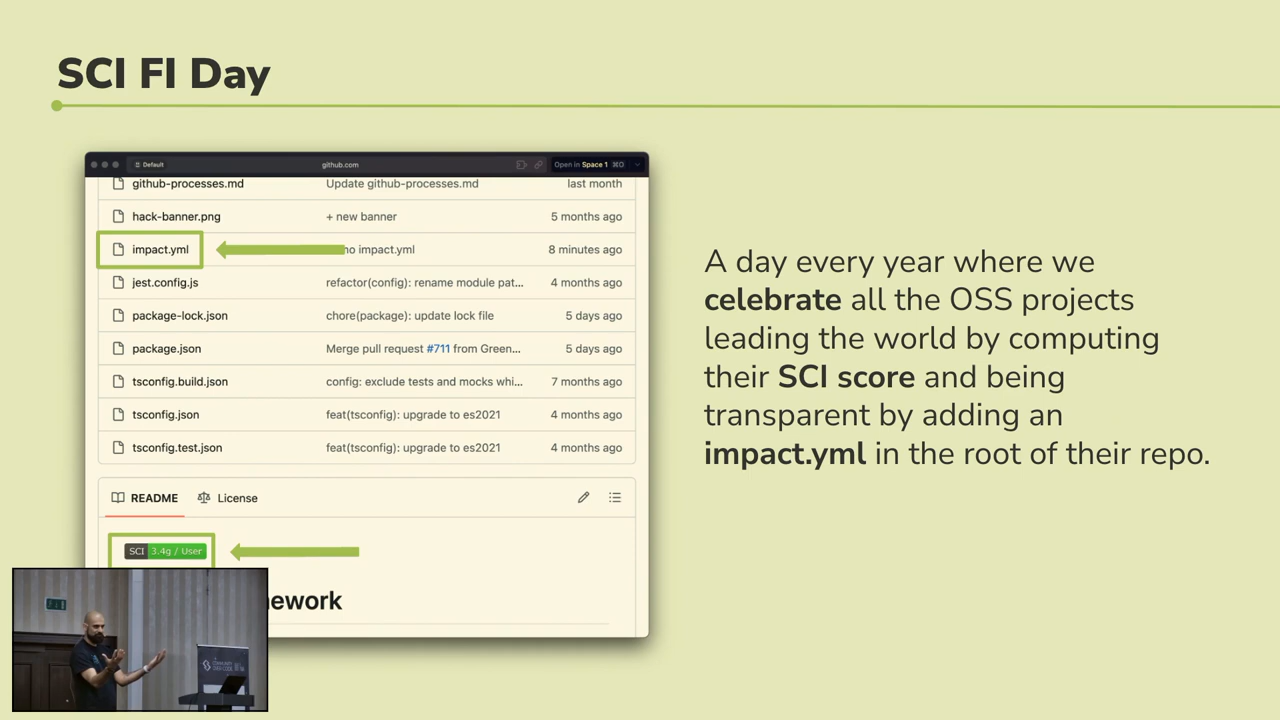 SCI FI Day
Default
github.com
Open in Space 1 ⌘O
github-processes.md Update github-processes.md last month
hack-banner.png + new banner 5 months ago
impact.yml no impact.yml 8 minutes ago
jest.config.js refactor(config): rename module pat... 4 months ago
package-lock.json chore(package): update lock file 5 days ago
package.json Merge pull request #711 from Green... 5 days ago
tsconfig.build.json config: exclude tests and mocks whi... 7 months ago
tsconfig.json feat(tsconfig): upgrade to es2021 4 months ago
tsconfig.test.json feat(tsconfig): upgrade to es2021 4 months ago
README License
SCI 3.4g / User
ework
A day every year where we
celebrate all the OSS projects
leading the world by computing
their SCI score and being
transparent by adding an
impact.yml in the root of their repo.